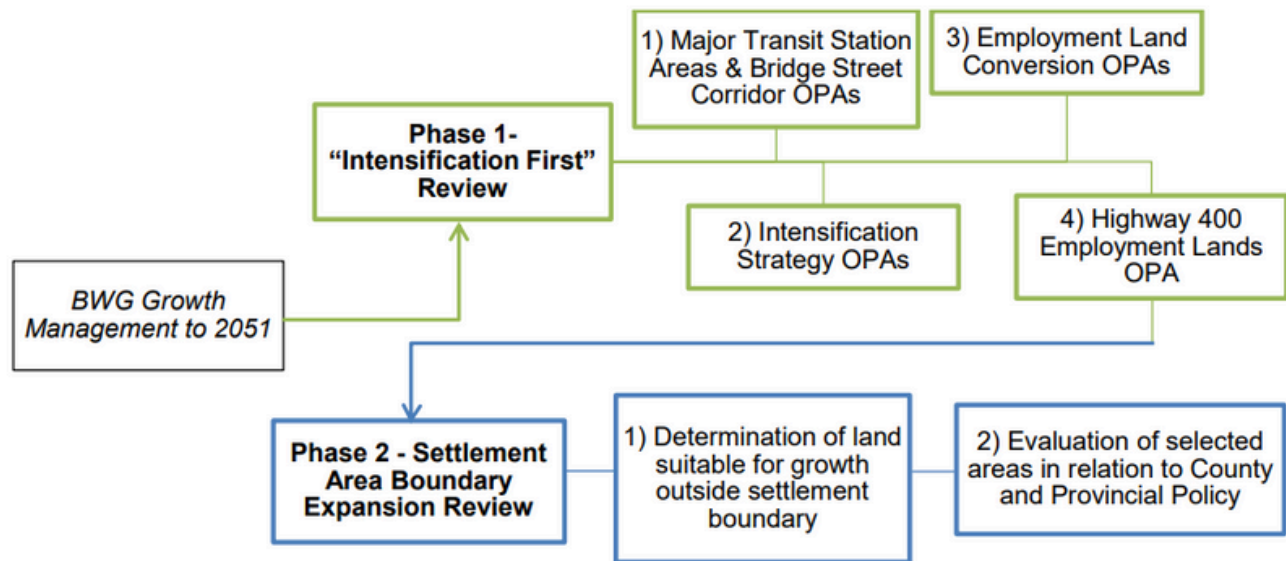 1) Major Transit Station
Areas & Bridge Street
Corridor OPAs
3) Employment Land
Conversion OPAs
Phase 1-
“Intensification First”
Review
2) Intensification
Strategy OPAs
4) Highway 400
Employment Lands
OPA
BWG Growth
Management to 2051
Phase 2 - Settlement
Area Boundary
Expansion Review
1) Determination of land
suitable for growth
outside settlement
boundary
2) Evaluation of selected
areas in relation to County
and Provincial Policy